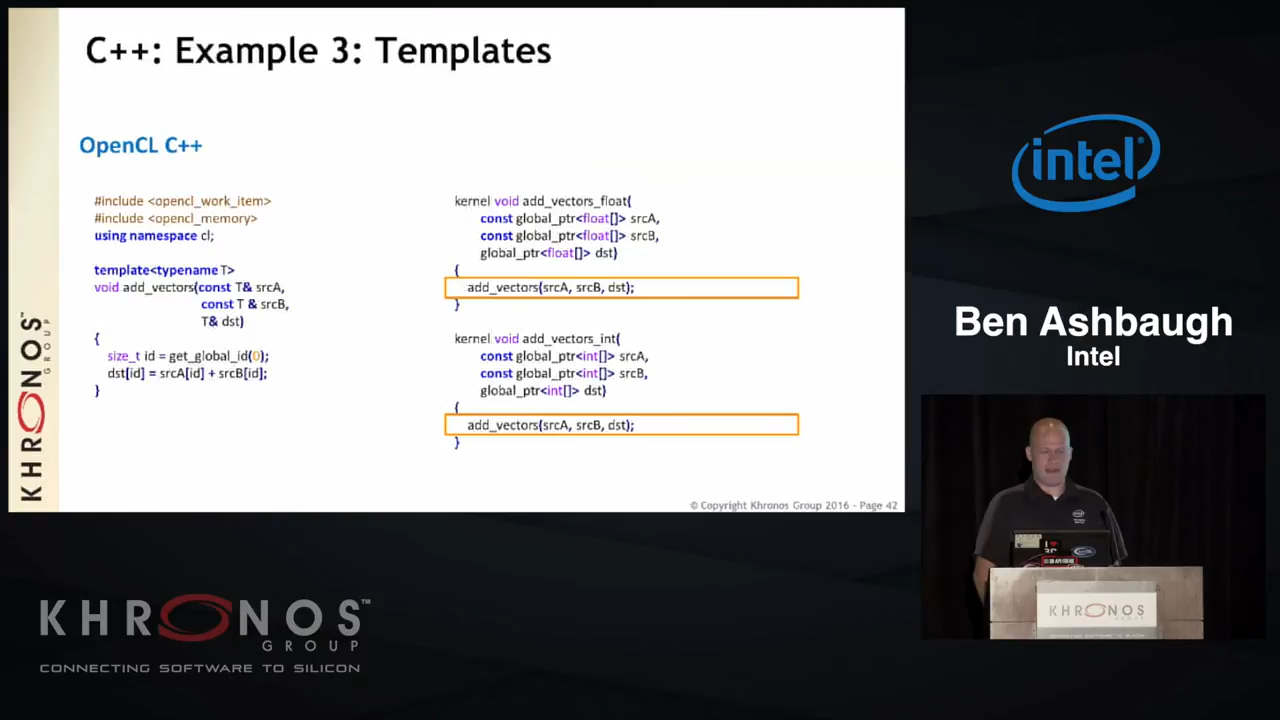 C++: Example 3: Templates
OpenCL C++
#include <opencl_work_item>
#include <opencl_memory>
using namespace cl;
template<typename T>
void add_vectors(const T& srcA,
const T & srcB,
T& dst)
{
size_t id = get_global_id(0);
dst[id] = srcA[id] + srcB[id];
}
kernel void add_vectors_float(
const global_ptr<float[]> srcA,
const global_ptr<float[]> srcB,
global_ptr<float[]> dst)
{
add_vectors(srcA, srcB, dst);
}
kernel void add_vectors_int(
const global_ptr<int[]> srcA,
const global_ptr<int[]> srcB,
global_ptr<int[]> dst)
{
add_vectors(srcA, srcB, dst);
}
© Copyright Khronos Group 2016 - Page 42
KHRONOS
GROUP
intel
Ben Ashbaugh
Intel
KHRONOS
KHRONOS™
GROUP
CONNECTING SOFTWARE TO SILICON